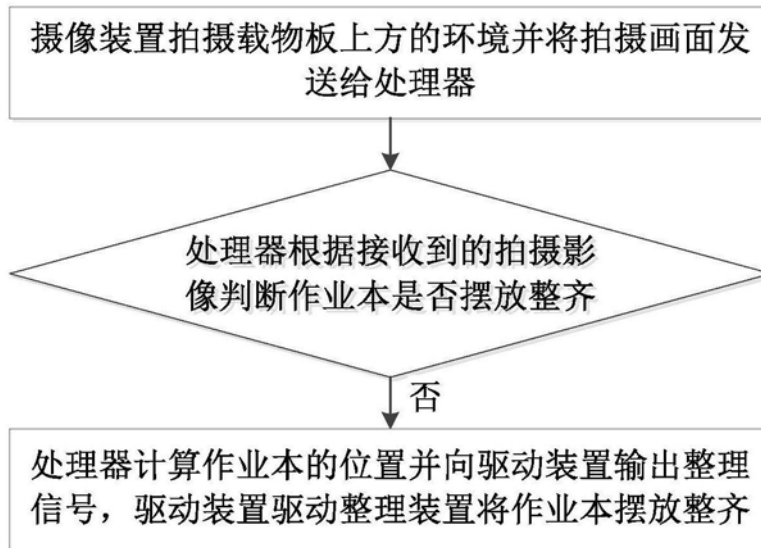 摄像装置拍摄载物板上方的环境并将拍摄画面发
送给处理器
处理器根据接收到的拍摄影
像判断作业本是否摆放整齐
否
处理器计算作业本的位置并向驱动装置输出整理
信号，驱动装置驱动整理装置将作业本摆放整齐